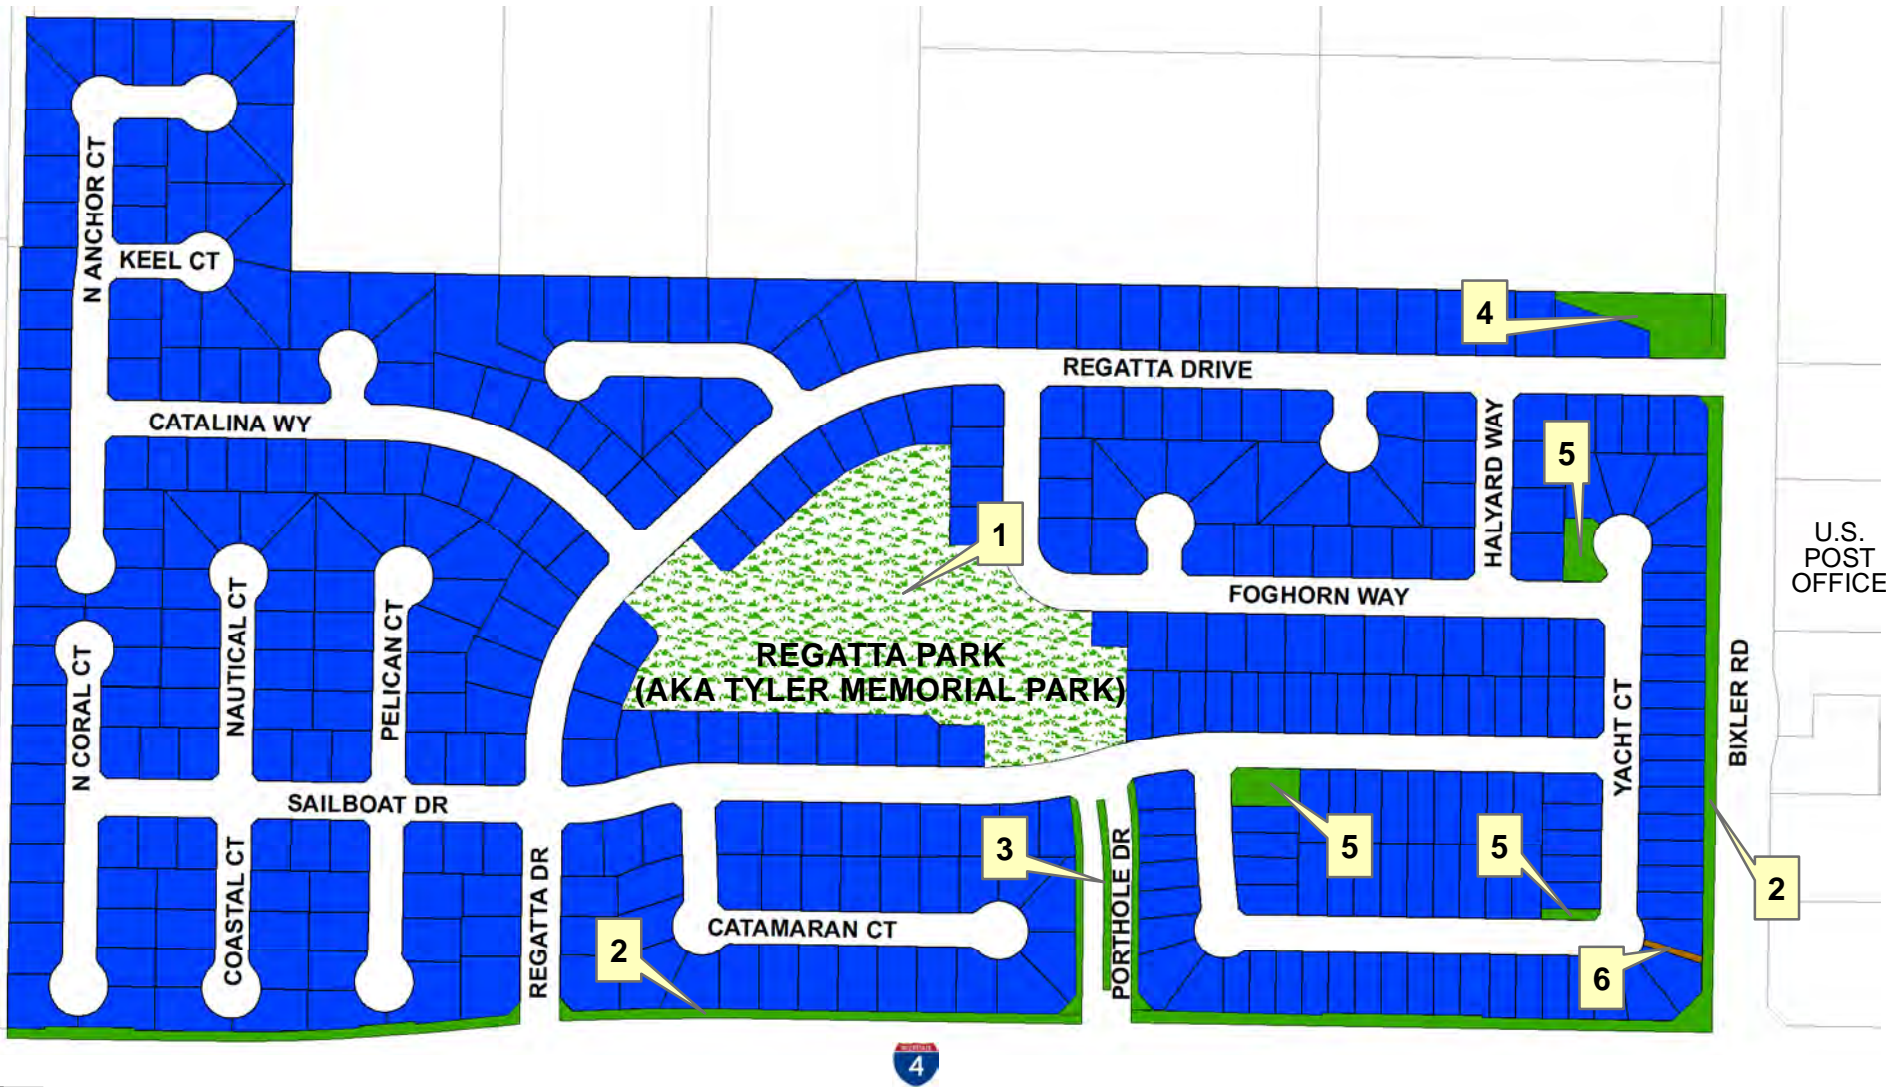 N ANCHOR CT
KEEL CT
4
REGATTA DRIVE
CATALINA WY
HALYARD WAY
5
1
U.S.
POST
OFFICE
FOGHORN WAY
NAUTICAL CT
PELICAN CT
N CORAL CT
REGATTA PARK
(AKA TYLER MEMORIAL PARK)
YACHT CT
BIXLER RD
SAILBOAT DR
3
5
5
2
COASTAL CT
REGATTA DR
CATAMARAN CT
PORTHOLE DR
2
6
INTERSTATE
4